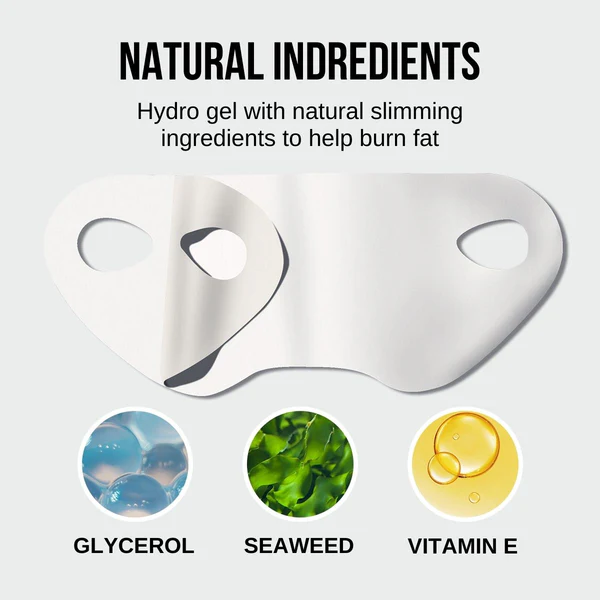 NATURAL INDREDIENTS
Hydro gel with natural slimming
ingredients to help burn fat
GLYCEROL
SEAWEED
VITAMIN E